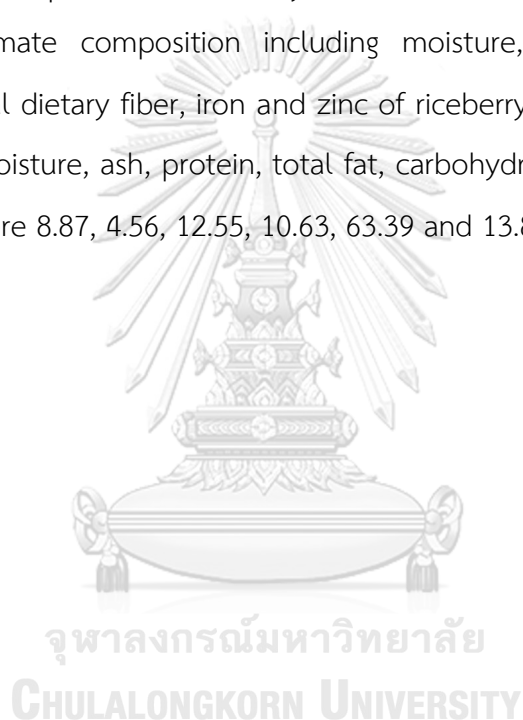 mate composition including moisture,
l dietary fiber, iron and zinc of riceberry
oisture, ash, protein, total fat, carbohydr
re 8.87, 4.56, 12.55, 10.63, 63.39 and 13.8
จุฬาลงกรณ์มหาวิทยาลัย
CHULALONGKORN UNIVERSITY